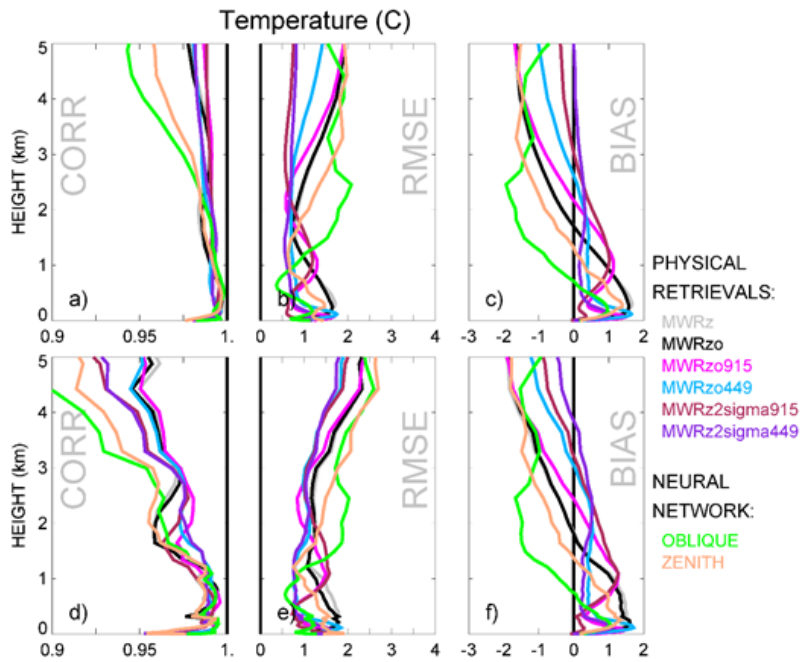 Temperature (C)
5
4
3
2
1
0
HEIGHT (km)
CORR
a)
0.9
0.95
1.
RMSE
b)
0
1
2
3
4
BIAS
c)
-3
-2
-1
0
1
2
5
4
3
2
1
0
HEIGHT (km)
CORR
d)
0.9
0.95
1.
RMSE
e)
0
1
2
3
4
BIAS
f)
-3
-2
-1
0
1
2
PHYSICAL
RETRIEVALS:
MWRz
MWRzo
MWRzo915
MWRzo449
MWRz2sigma915
MWRz2sigma449
NEURAL
NETWORK:
OBLIQUE
ZENITH